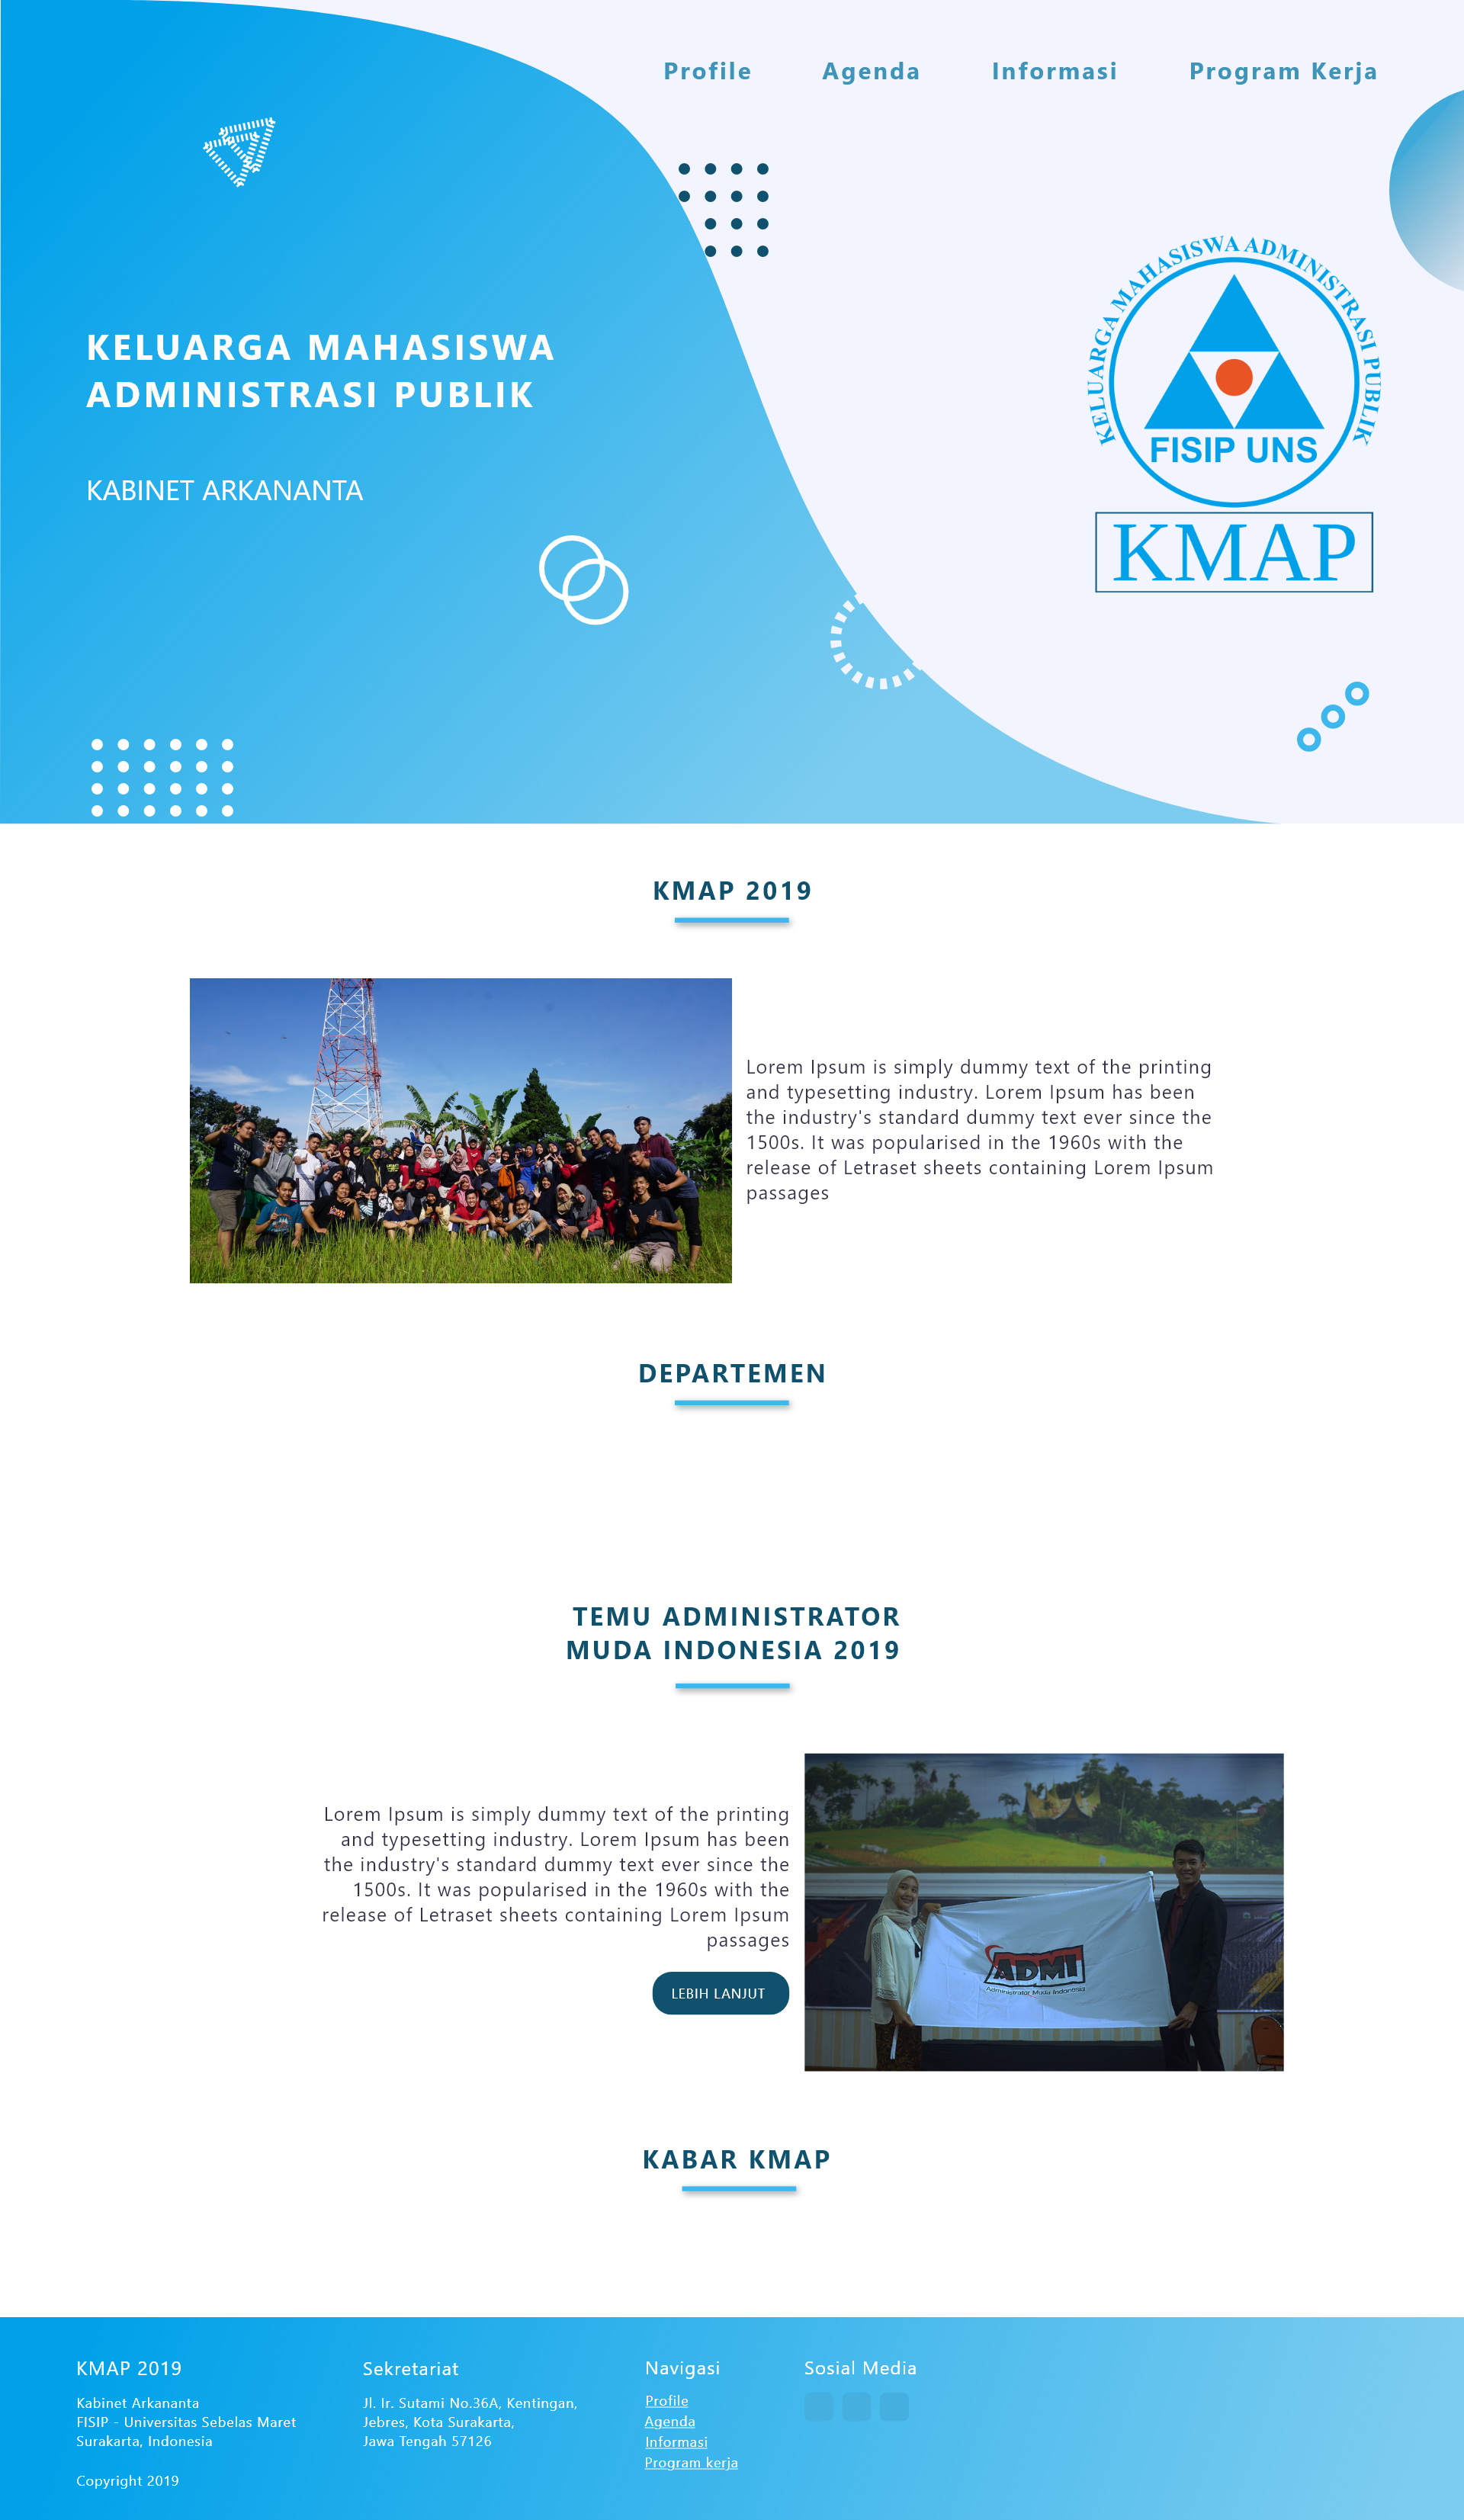 Profile
Agenda
Informasi
Program Kerja
KELUARGA MAHASISWA
ADMINISTRASI PUBLIK
KABINET ARKANANTA
KELUARGA MAHASISWA ADMINISTRASI PUBLIK
FISIP UNS
KMAP
KMAP 2019
Lorem Ipsum is simply dummy text of the printing
and typesetting industry. Lorem Ipsum has been
the industry's standard dummy text ever since the
1500s. It was popularised in the 1960s with the
release of Letraset sheets containing Lorem Ipsum
passages
DEPARTEMEN
TEMU ADMINISTRATOR
MUDA INDONESIA 2019
Lorem Ipsum is simply dummy text of the printing
and typesetting industry. Lorem Ipsum has been
the industry's standard dummy text ever since the
1500s. It was popularised in the 1960s with the
release of Letraset sheets containing Lorem Ipsum
passages
LEBIH LANJUT
ADMI
Administrator Muda Indonesia
KABAR KMAP
KMAP 2019
Kabinet Arkananta
FISIP - Universitas Sebelas Maret
Surakarta, Indonesia
Copyright 2019
Sekretariat
Jl. Ir. Sutami No.36A, Kentingan,
Jebres, Kota Surakarta,
Jawa Tengah 57126
Navigasi
Profile
Agenda
Informasi
Program kerja
Sosial Media